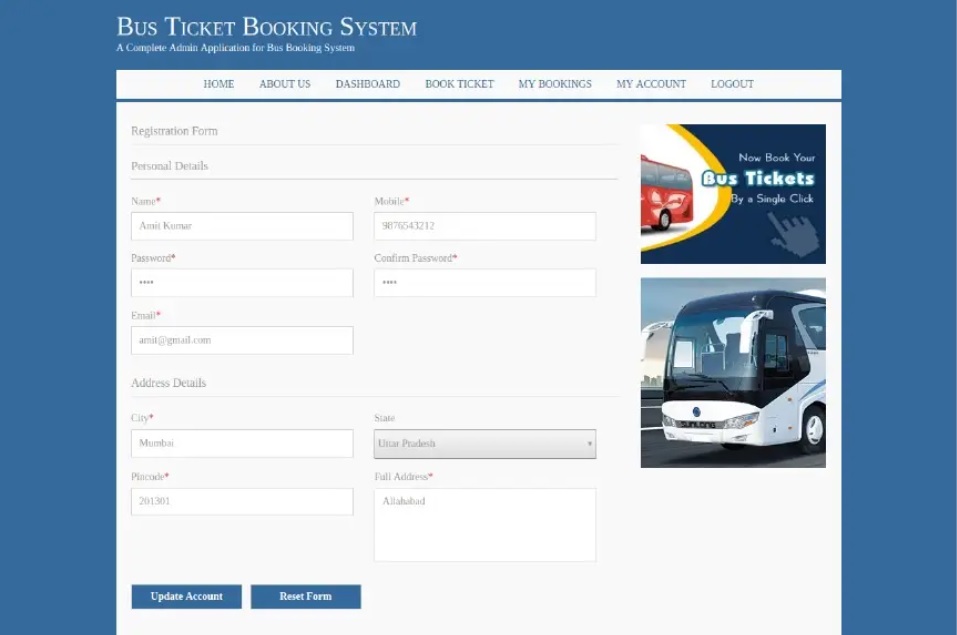 Bus Ticket Booking System
A Complete Admin Application for Bus Booking System
HOME ABOUT US DASHBOARD BOOK TICKET MY BOOKINGS MY ACCOUNT LOGOUT
Registration Form
Personal Details
Name* Mobile*
Amit Kumar 9876543212
Password* Confirm Password*
•••• ••••
Email*
amit@gmail.com
Address Details
City* State
Mumbai Uttar Pradesh
Pincode* Full Address*
201301 Allahabad
Update Account Reset Form
Now Book Your
Bus Tickets
By a Single Click